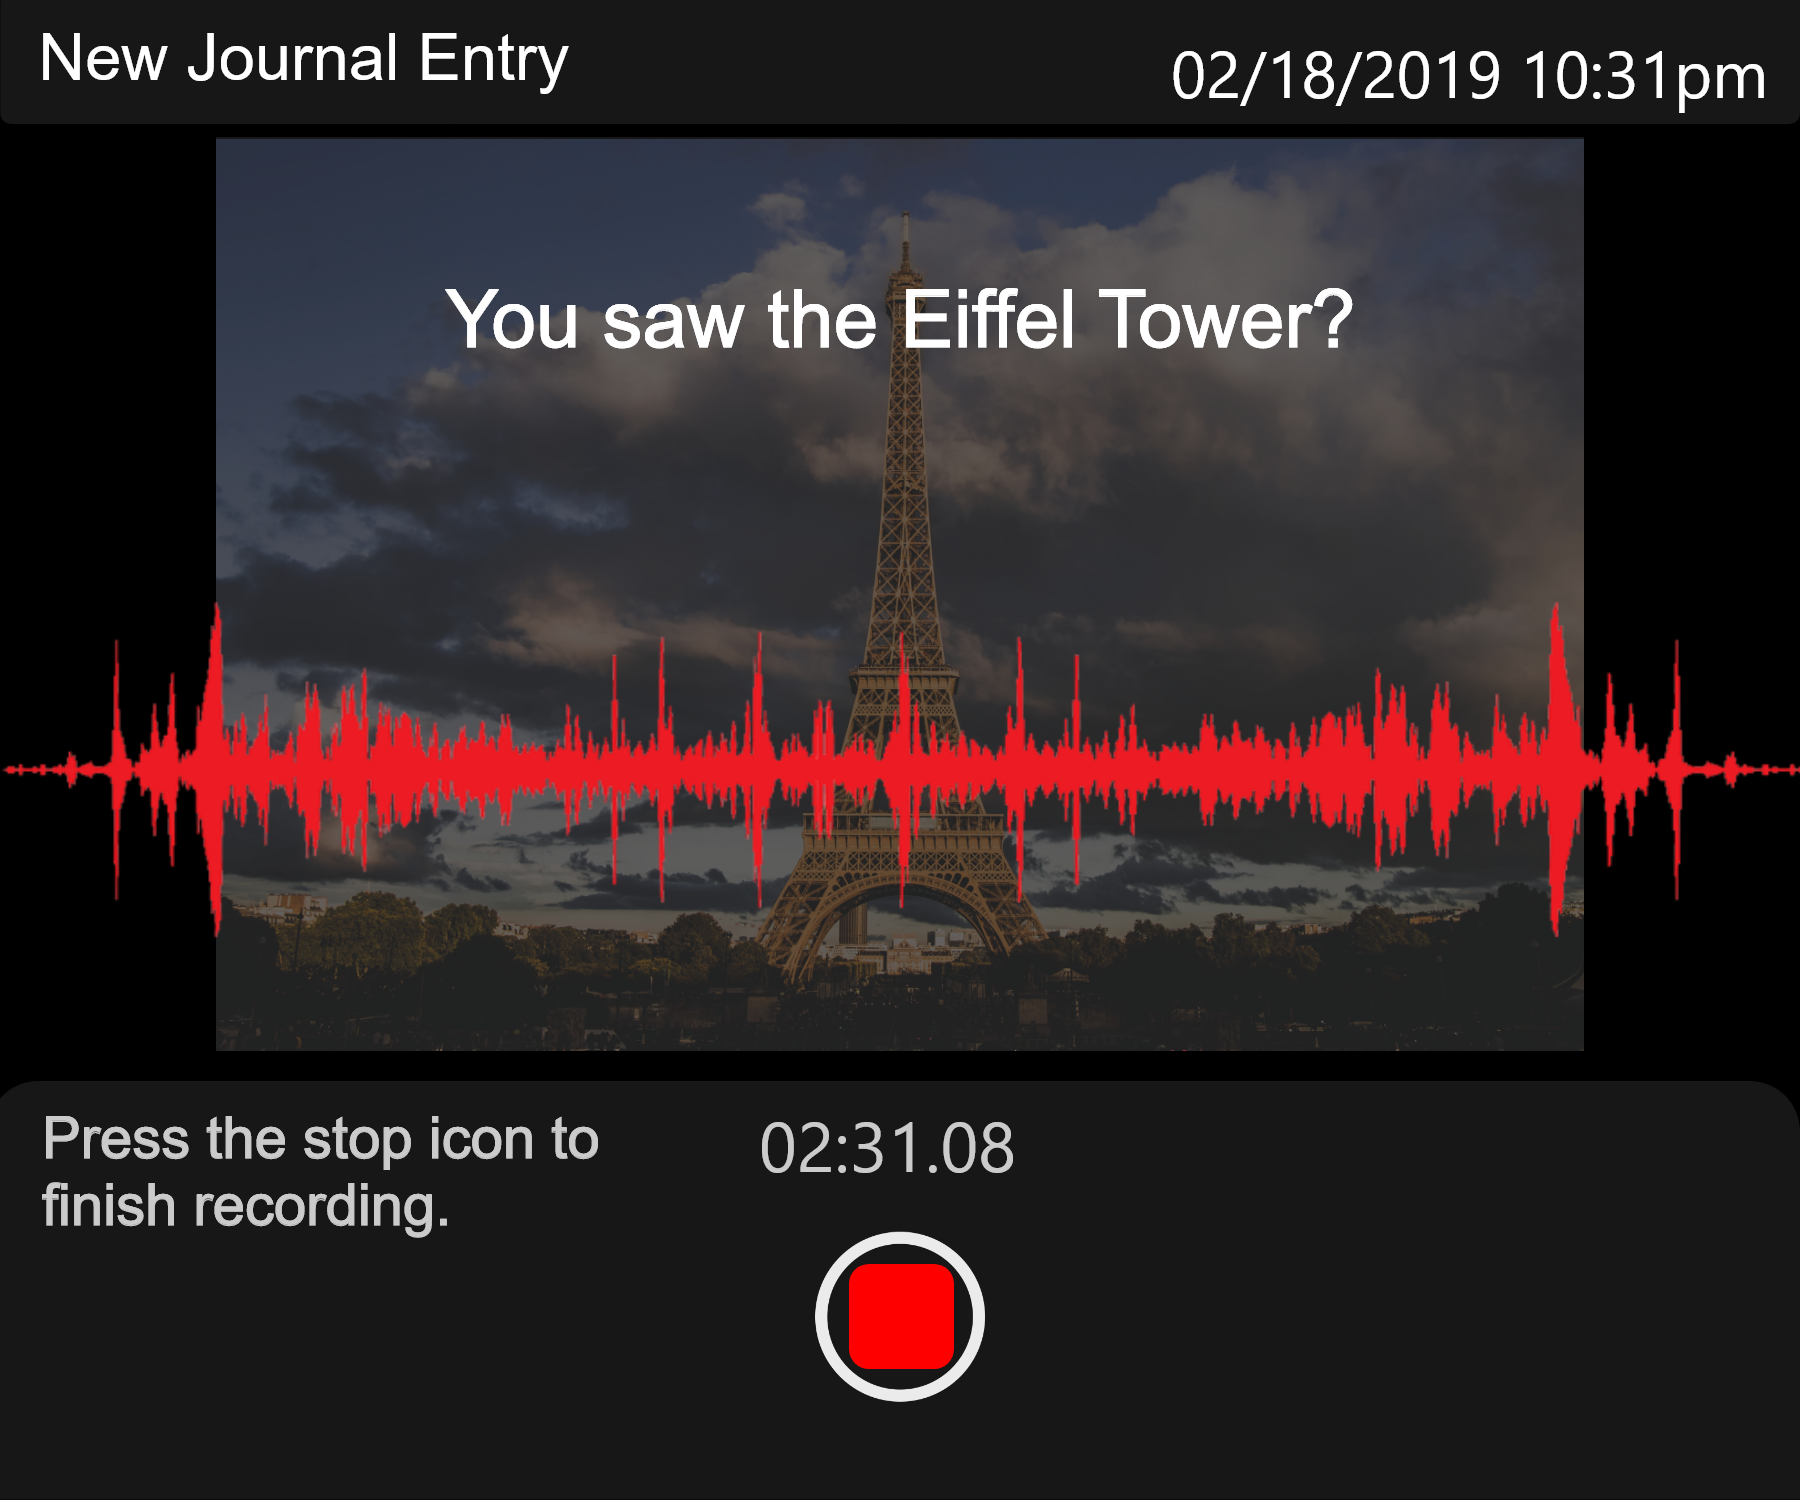 New Journal Entry
02/18/2019 10:31pm
You saw the Eiffel Tower?
Press the stop icon to
finish recording.
02:31.08